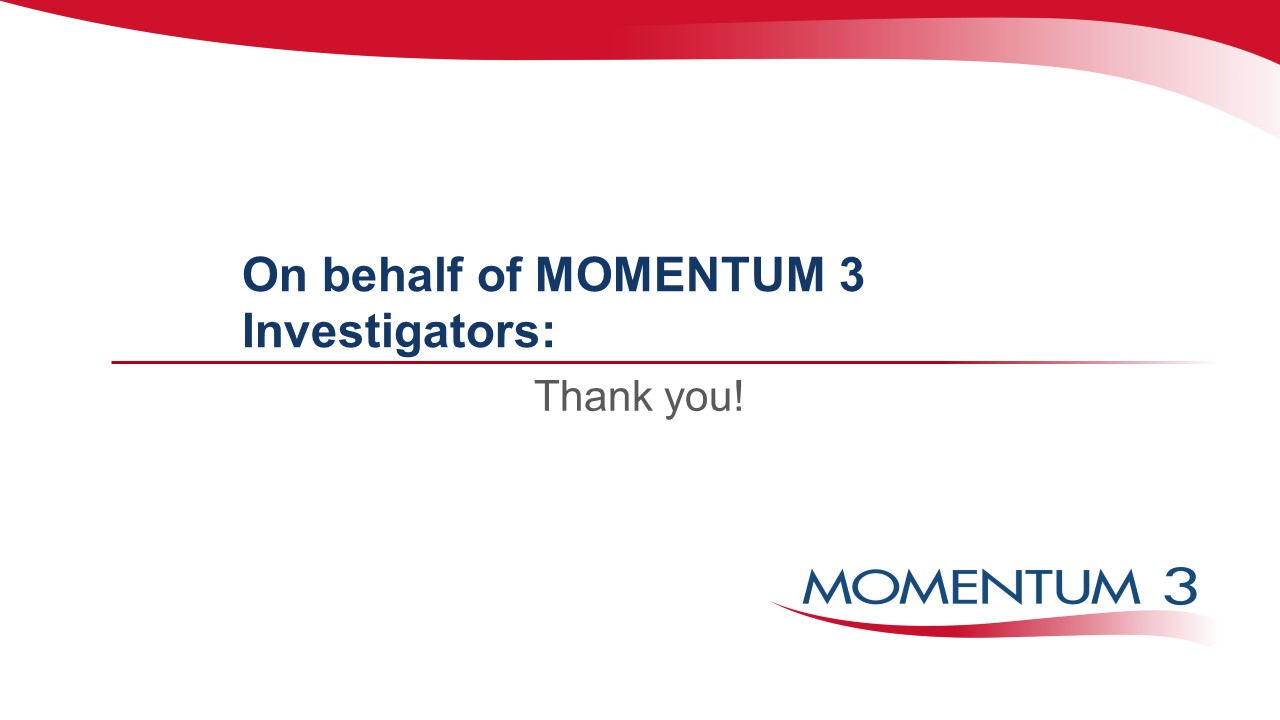 On behalf of MOMENTUM 3
Investigators:
Thank you!
MOMENTUM 3